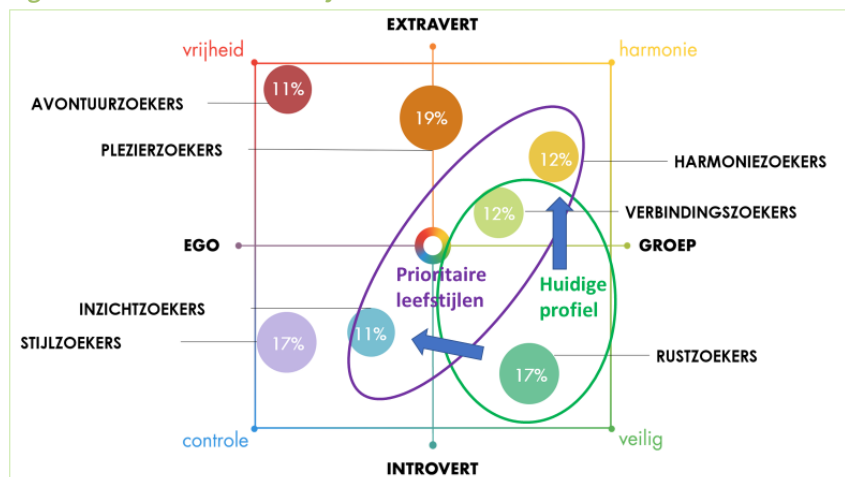 EXTRAVERT
vrijheid
harmonie
11%
AVONTUURZOEKERS
19%
PLEZIERZOEKERS
12%
HARMONIEZOEKERS
12%
VERBINDINGSZOEKERS
EGO
GROEP
Prioritaire
leefstijlen
Huidige
profiel
INZICHTZOEKERS
11%
STIJLZOEKERS
17%
RUSTZOEKERS
17%
controle
veilig
INTROVERT